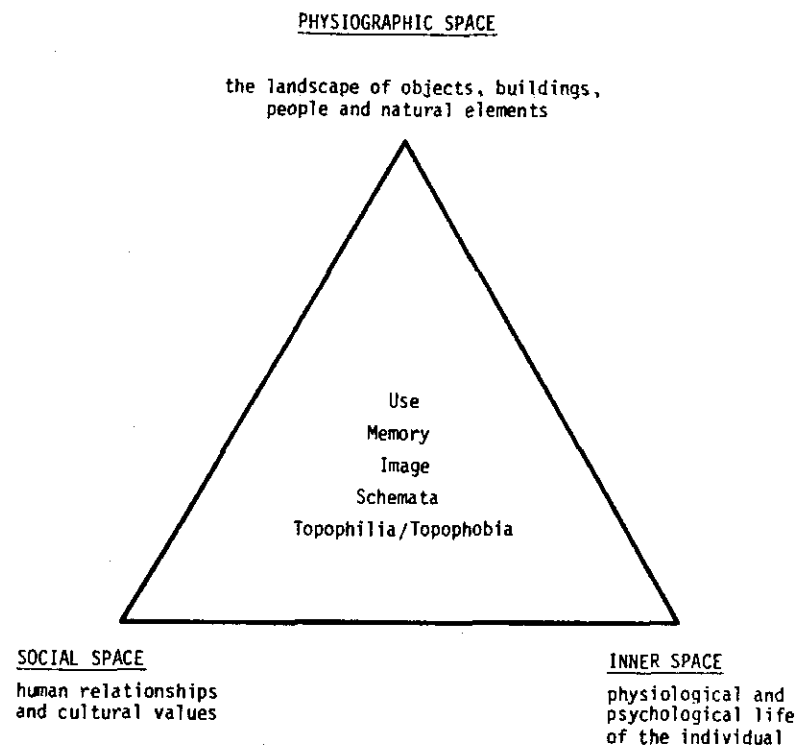 PHYSIOGRAPHIC SPACE
the landscape of objects, buildings,
people and natural elements
Use
Memory
Image
Schemata
Topophilia/Topophobia
SOCIAL SPACE
human relationships
and cultural values
INNER SPACE
physiological and
psychological life
of the individual